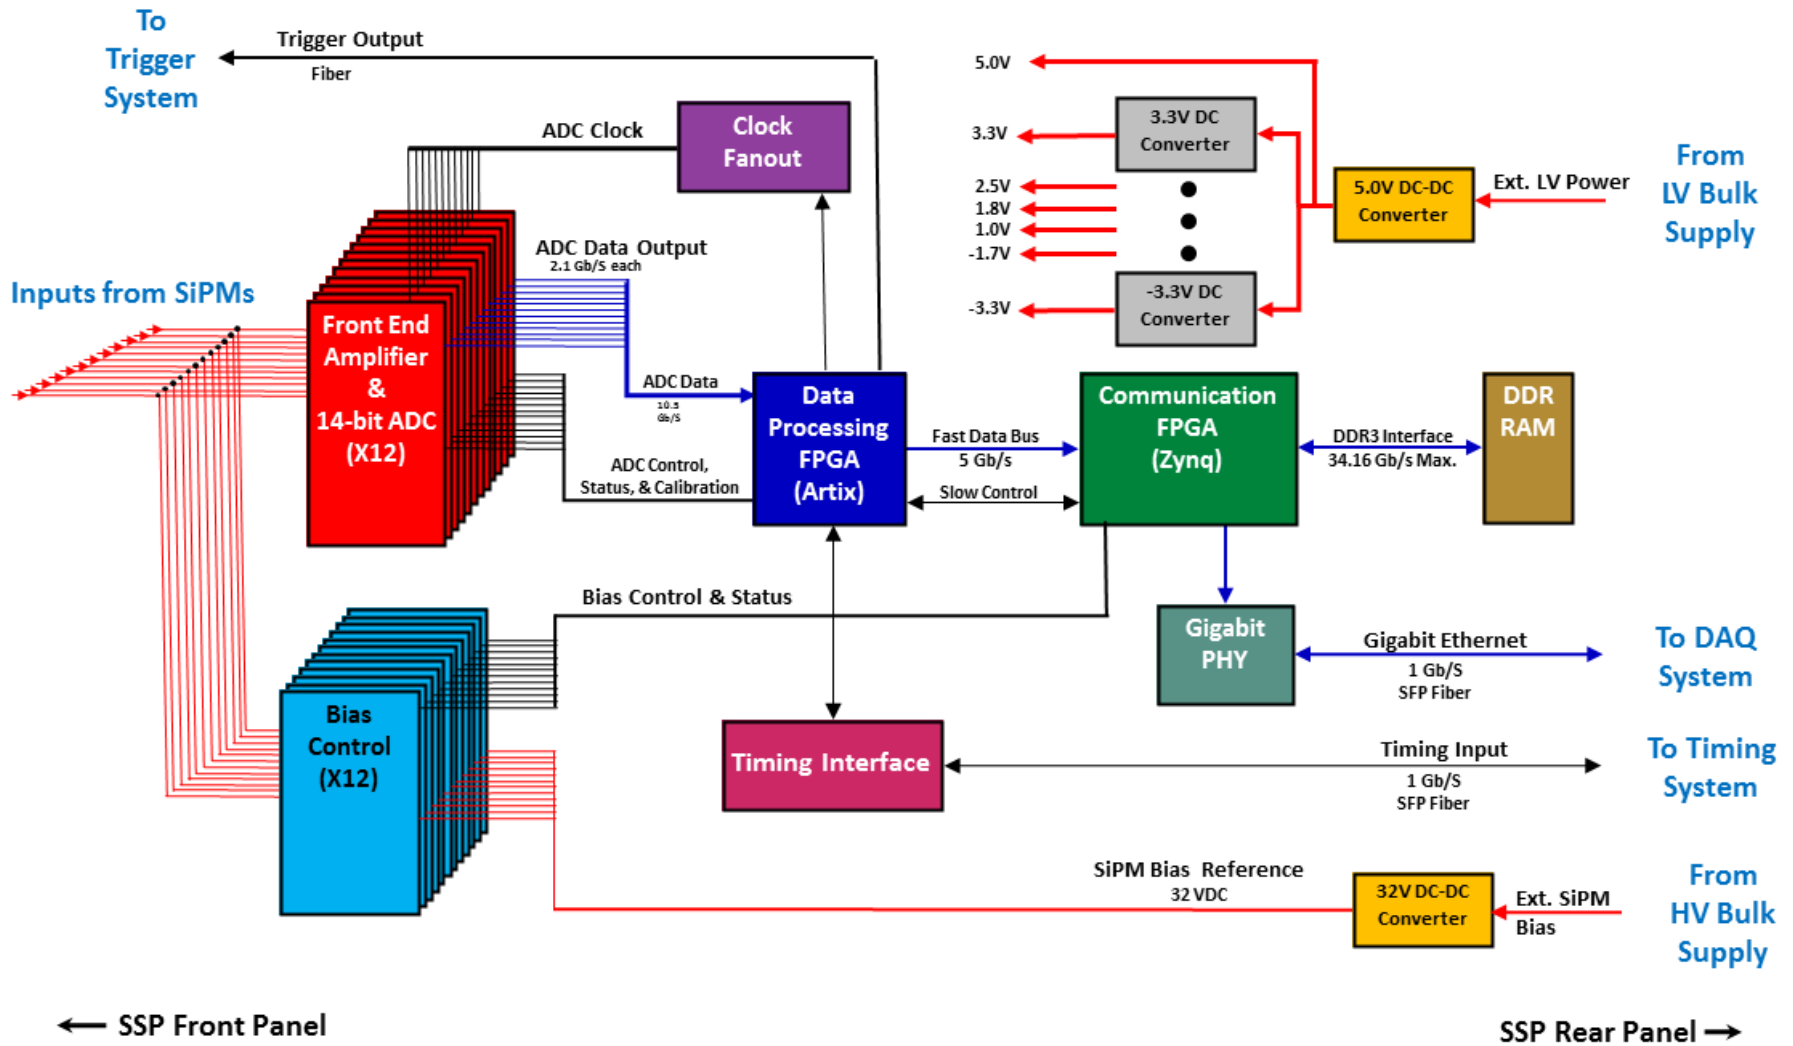 To
Trigger
System
Trigger Output
Fiber
ADC Clock
Clock
Fanout
5.0V
3.3V
2.5V
1.8V
1.0V
-1.7V
-3.3V
3.3V DC
Converter
-3.3V DC
Converter
5.0V DC-DC
Converter
Ext. LV Power
From
LV Bulk
Supply
Inputs from SiPMs
Front End
Amplifier
&
14-bit ADC
(X12)
ADC Data Output
2.1 Gb/S each
ADC Data
10.5
Gb/S
ADC Control,
Status, & Calibration
Data
Processing
FPGA
(Artix)
Fast Data Bus
5 Gb/s
Slow Control
Communication
FPGA
(Zynq)
DDR3 Interface
34.16 Gb/s Max.
DDR
RAM
Bias Control & Status
Bias
Control
(X12)
Gigabit
PHY
Gigabit Ethernet
1 Gb/S
SFP Fiber
To DAQ
System
Timing Interface
Timing Input
1 Gb/S
SFP Fiber
To Timing
System
SiPM Bias Reference
32 VDC
32V DC-DC
Converter
Ext. SiPM
Bias
From
HV Bulk
Supply
SSP Front Panel
SSP Rear Panel